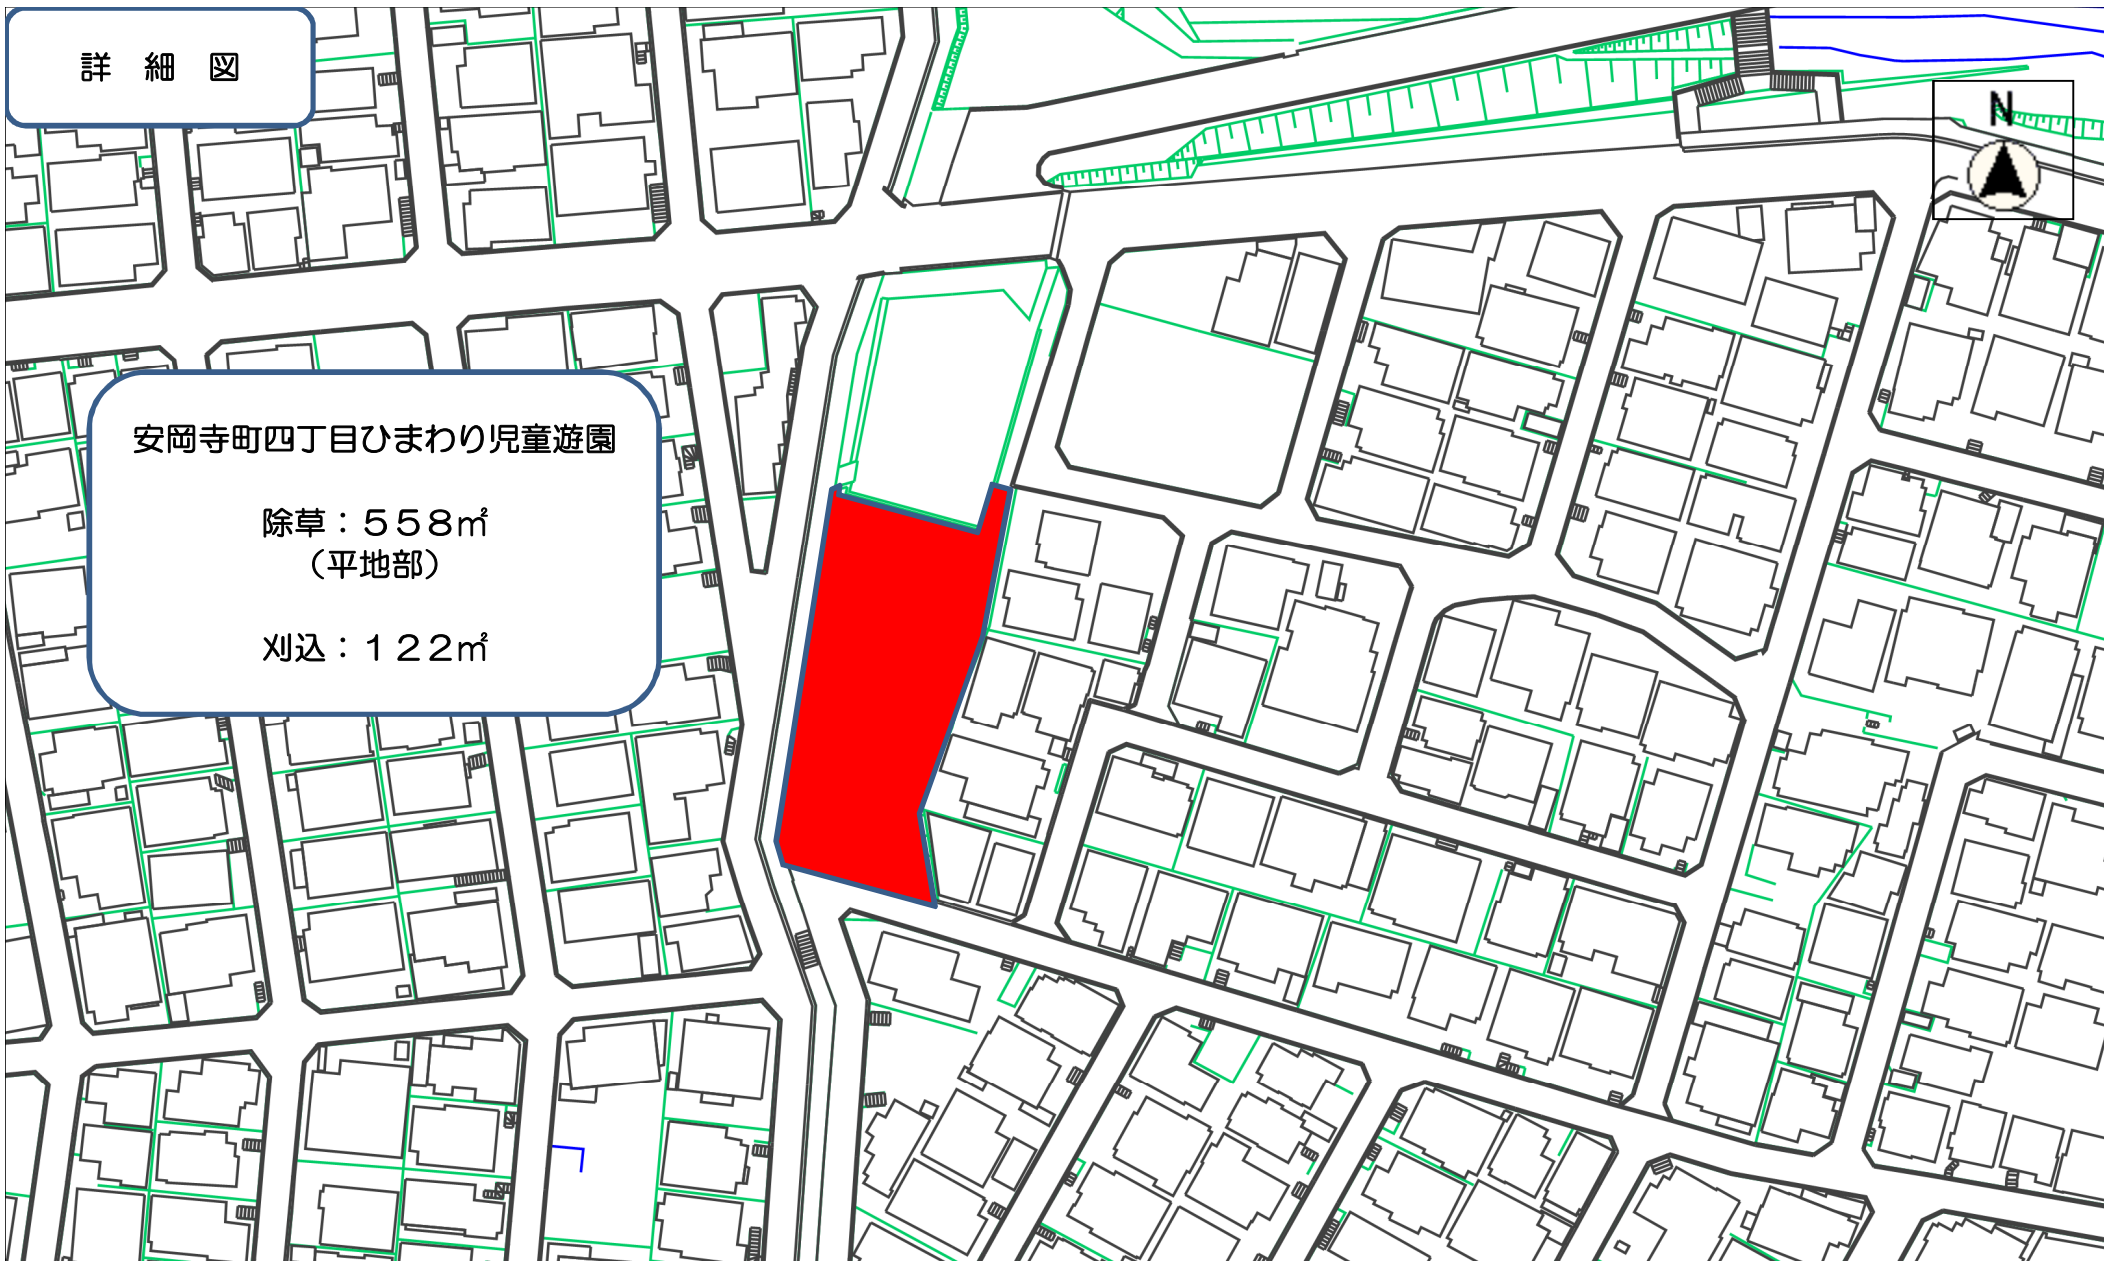 詳　細　図
N
安岡寺町四丁目ひまわり児童遊園
除草：５５８㎡
（平地部）
刈込：１２２㎡